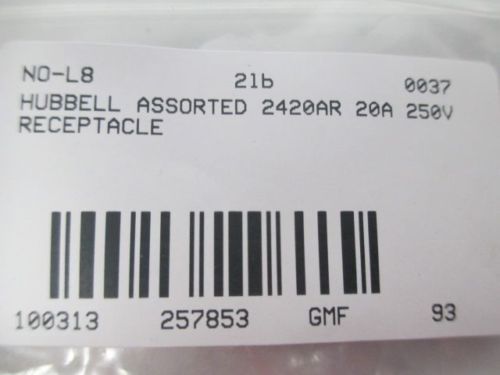 NO-L8 21b 0037
HUBBELL ASSORTED 2420AR 20A 250V
RECEPTACLE
100313 257853 GMF 93